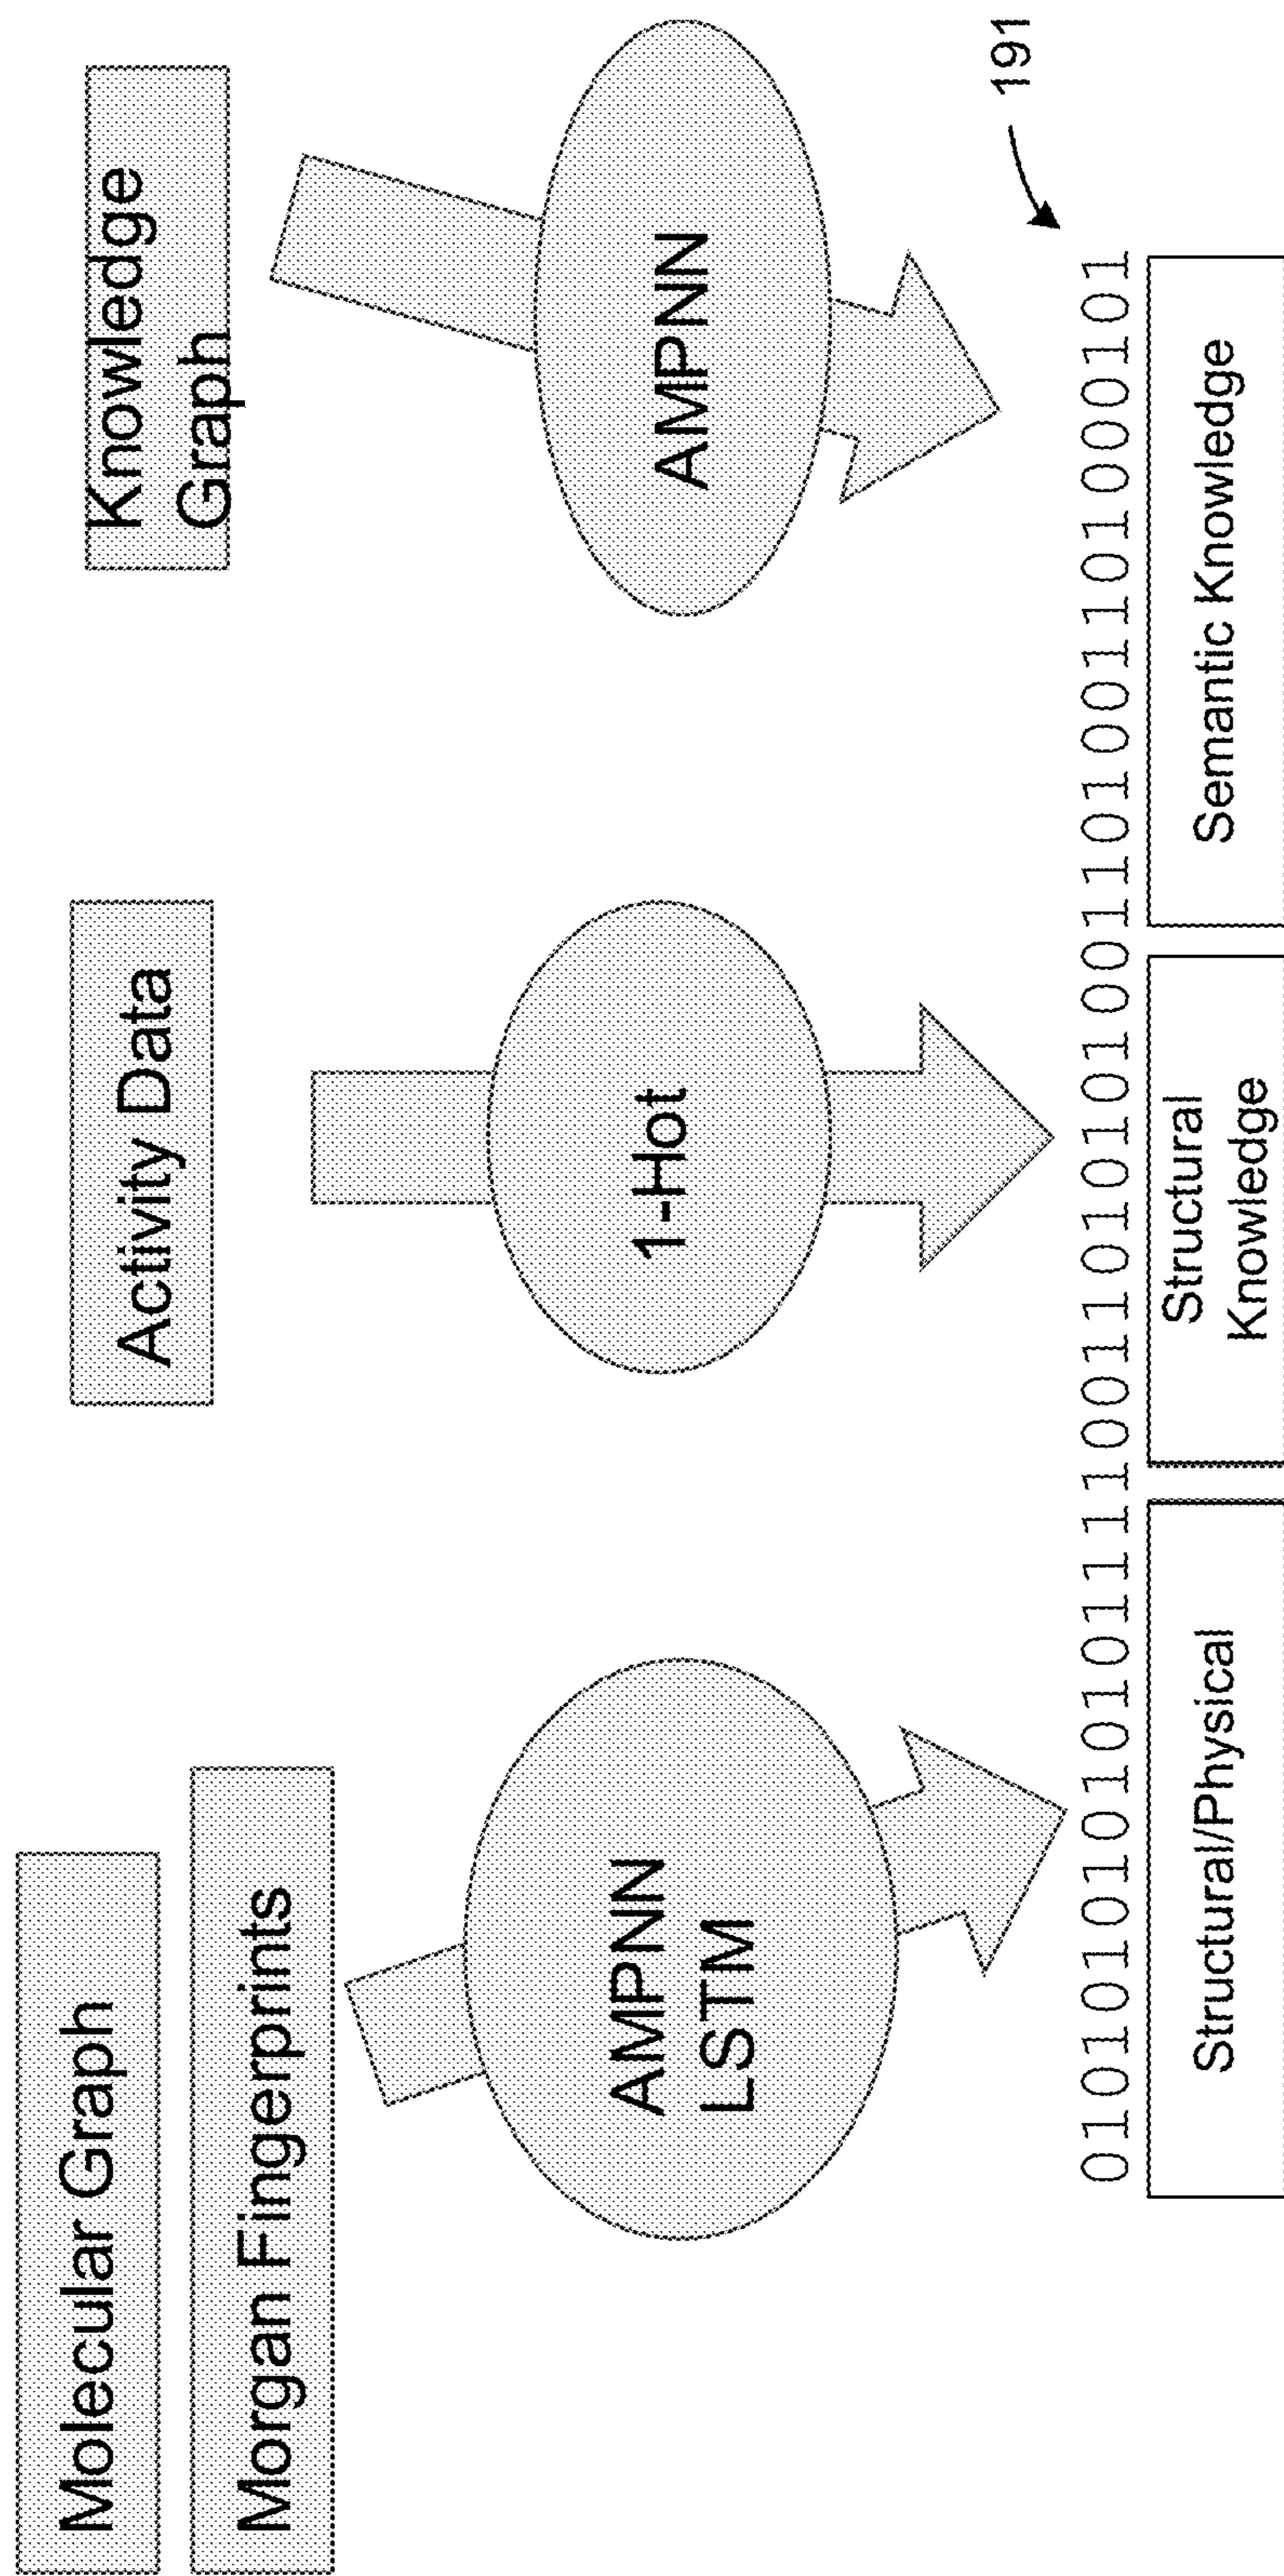 Molecular Graph
Morgan Fingerprints
Activity Data
Knowledge
Graph
AMPNN
LSTM
1-Hot
AMPNN
191
010101010101011110011010101001101001101000101
Structural/Physical
Structural
Knowledge
Semantic Knowledge